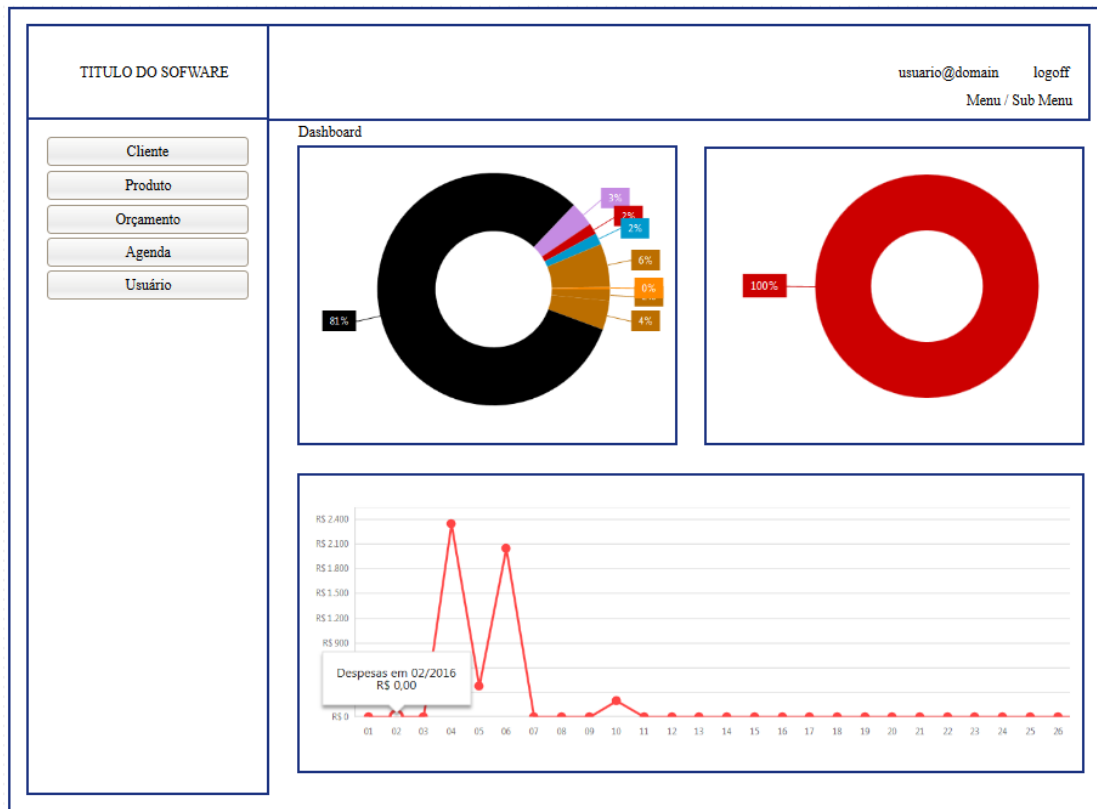 TITULO DO SOFWARE
usuario@domain logoff
Menu / Sub Menu
Cliente
Produto
Orçamento
Agenda
Usuário
Dashboard
3%
2%
2%
6%
0%
4%
81%
100%
R$ 2.400
R$ 2.100
R$ 1.800
R$ 1.500
R$ 1.200
R$ 900
Despesas em 02/2016
R$ 0,00
R$ 0
01 02 03 04 05 06 07 08 09 10 11 12 13 14 15 16 17 18 19 20 21 22 23 24 25 26